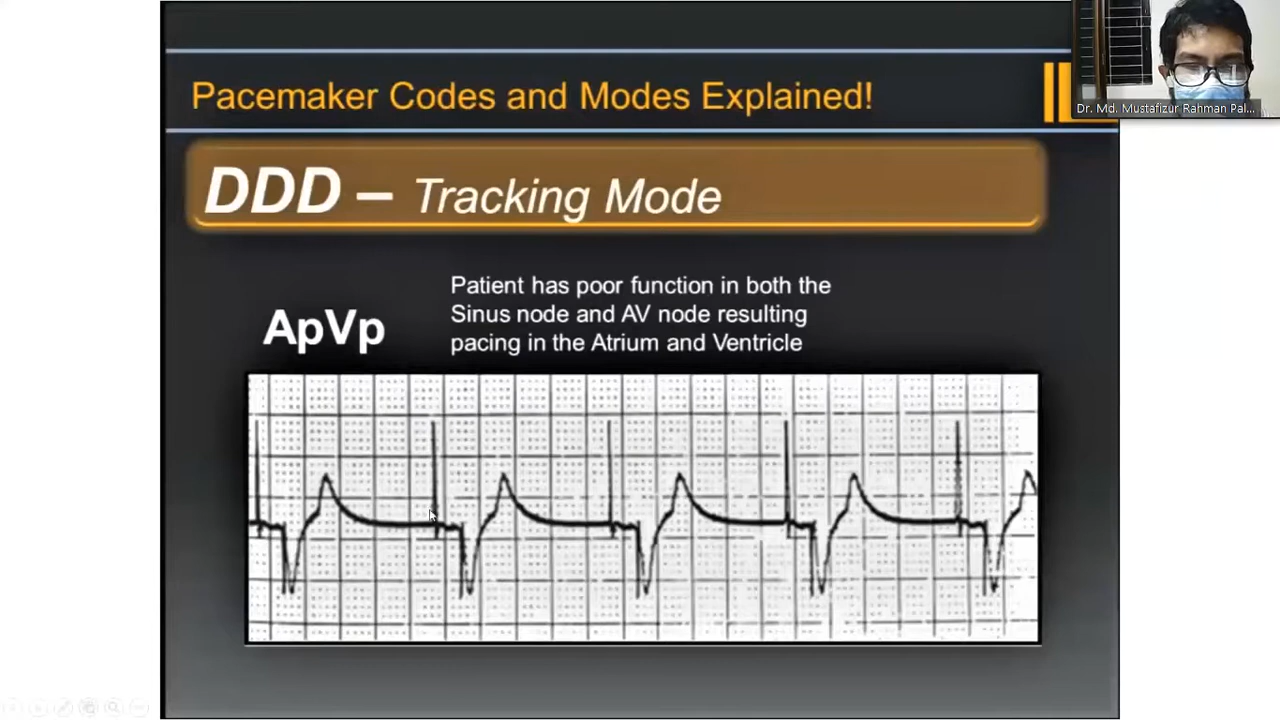 Pacemaker Codes and Modes Explained!
Dr. Md. Mustafizur Rahman Pal...
DDD – Tracking Mode
Patient has poor function in both the
Sinus node and AV node resulting
pacing in the Atrium and Ventricle
ApVp